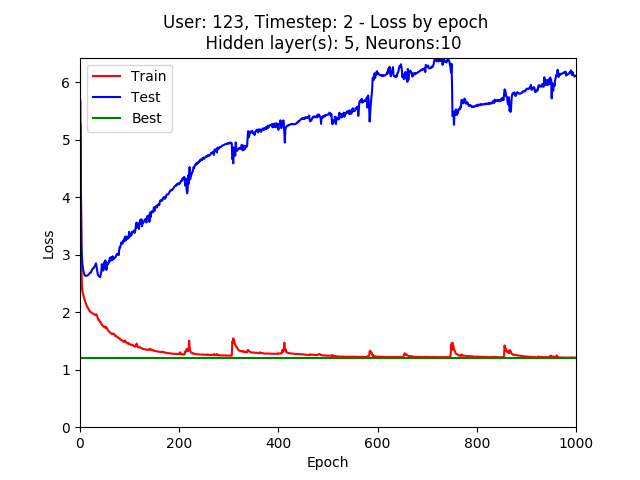 User: 123, Timestep: 2 - Loss by epoch
Hidden layer(s): 5, Neurons:10
Train
Test
Best
6
5
4
3
2
1
0
Loss
0 200 400 600 800 1000
Epoch